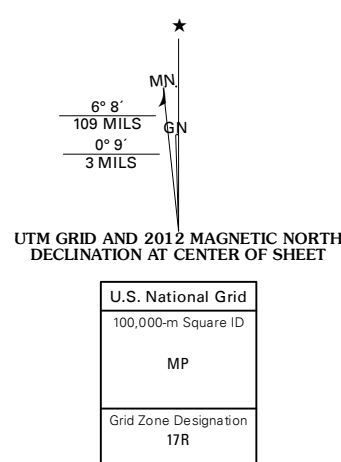 ★
MN.
6° 8´
109 MILS
GN
0° 9´
3 MILS
UTM GRID AND 2012 MAGNETIC NORTH
DECLINATION AT CENTER OF SHEET
U.S. National Grid
100,000-m Square ID
MP
Grid Zone Designation
17R